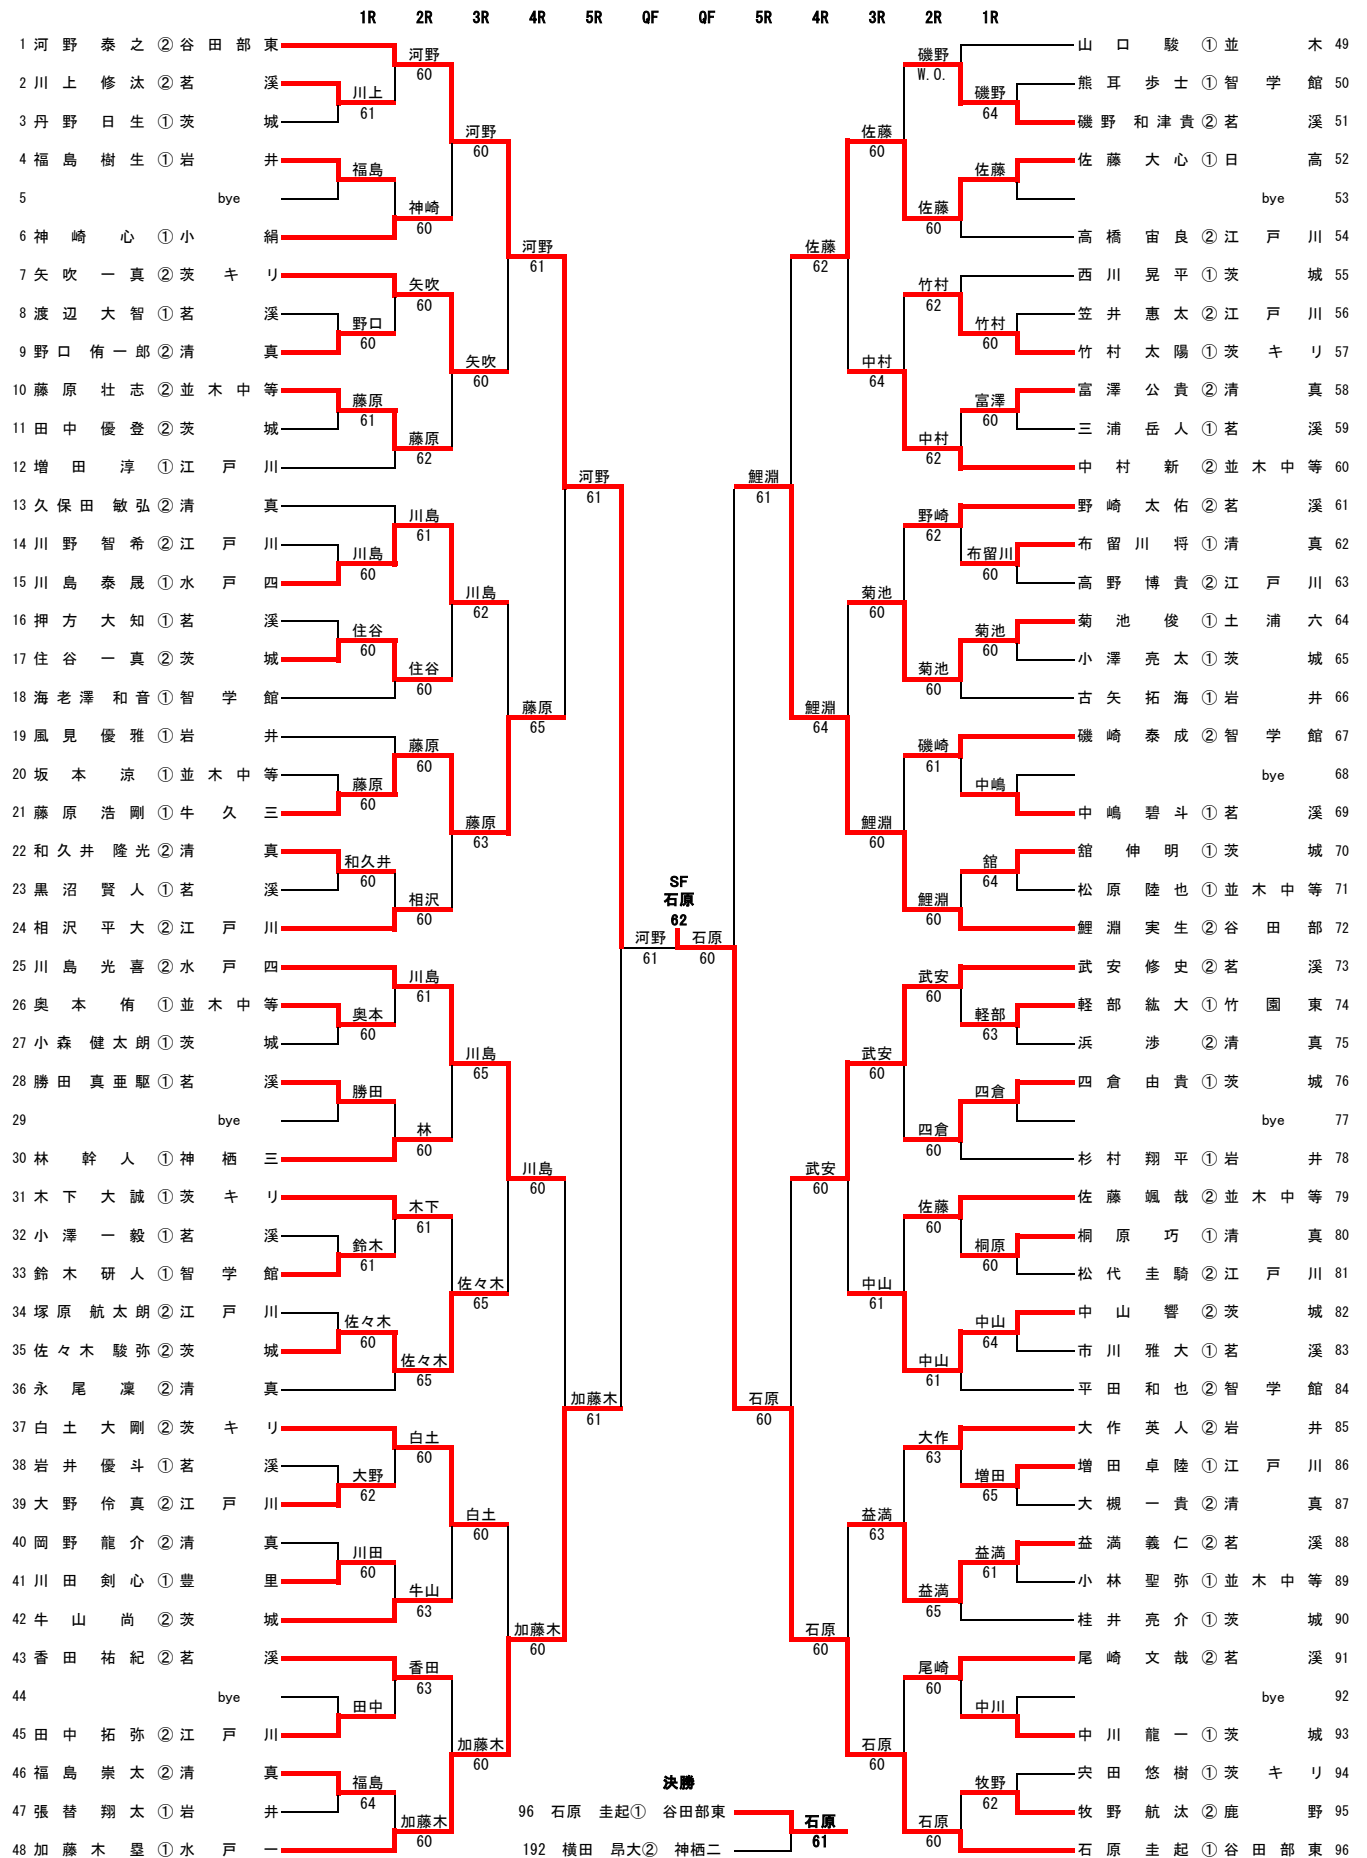 1R 2R 3R 4R 5R QF QF 5R 4R 3R 2R 1R
1 河野 泰之 ② 谷田部東
2 川上 修汰 ② 茗溪
3 丹野 日生 ① 茨城
4 福島 樹生 ① 岩井
5 bye
6 神崎 心 ① 小絹
7 矢吹 一真 ② 茨キリ
8 渡辺 大智 ① 茗溪
9 野口 侑一郎 ② 清真
10 藤原 壮志 ② 並木中等
11 田中 優登 ② 茨城
12 増田 淳 ① 江戸川
13 久保田 敏弘 ② 清真
14 川野 智希 ② 江戸川
15 川島 泰晟 ① 水戸四
16 押方 大知 ① 茗溪
17 住谷 一真 ② 茨城
18 海老澤 和音 ① 智学館
19 風見 優雅 ① 岩井
20 坂本 涼 ① 並木中等
21 藤原 浩剛 ① 牛久三
22 和久井 隆光 ② 清真
23 黒沼 賢人 ① 茗溪
24 相沢 平大 ② 江戸川
25 川島 光喜 ② 水戸四
26 奥本 侑 ① 並木中等
27 小森 健太朗 ① 茨城
28 勝田 真亜駆 ① 茗溪
29 bye
30 林 幹人 ① 神栖三
31 木下 大誠 ① 茨キリ
32 小澤 一毅 ① 茗溪
33 鈴木 研人 ① 智学館
34 塚原 航太朗 ② 江戸川
35 佐々木 駿弥 ② 茨城
36 永尾 凜 ② 清真
37 白土 大剛 ② 茨キリ
38 岩井 優斗 ① 茗溪
39 大野 伶真 ② 江戸川
40 岡野 龍介 ② 清真
41 川田 剣心 ① 豊里
42 牛山 尚 ② 茨城
43 香田 祐紀 ② 茗溪
44 bye
45 田中 拓弥 ② 江戸川
46 福島 崇太 ② 清真
47 張替 翔太 ① 岩井
48 加藤木 塁 ① 水戸一
川上
61
福島
野口
60
藤原
61
川島
60
住谷
60
藤原
60
和久井
60
奥本
60
勝田
鈴木
61
佐々木
60
大野
62
川田
60
田中
福島
64
河野
60
神崎
60
矢吹
60
藤原
62
川島
61
住谷
60
藤原
60
相沢
60
川島
61
林
60
木下
61
佐々木
65
白土
60
牛山
63
香田
63
加藤木
60
河野
60
矢吹
60
川島
62
藤原
63
川島
65
佐々木
65
白土
60
加藤木
60
河野
61
藤原
65
川島
60
加藤木
60
河野
61
加藤木
61
河野
61
SF
石原
62
石原
60
鯉淵
61
石原
60
佐藤
62
鯉淵
64
武安
60
石原
60
佐藤
60
中村
64
菊池
60
鯉淵
60
武安
60
中山
61
益満
63
石原
60
磯野
W.O.
佐藤
60
竹村
62
中村
62
野崎
62
菊池
60
磯崎
61
鯉淵
60
武安
60
四倉
60
佐藤
60
中山
61
大作
63
益満
65
尾崎
60
石原
60
磯野
64
佐藤
竹村
60
富澤
60
布留川
60
菊池
60
中嶋
舘
64
軽部
63
四倉
桐原
60
中山
64
増田
65
益満
61
中川
牧野
62
山口 駿 ① 並木 49
熊耳 歩士 ① 智学館 50
磯野 和津貴 ② 茗溪 51
佐藤 大心 ① 日高 52
bye 53
高橋 宙良 ② 江戸川 54
西川 晃平 ① 茨城 55
笠井 惠太 ② 江戸川 56
竹村 太陽 ① 茨キリ 57
富澤 公貴 ② 清真 58
三浦 岳人 ① 茗溪 59
中村 新 ② 並木中等 60
野崎 太佑 ② 茗溪 61
布留川 将 ① 清真 62
高野 博貴 ② 江戸川 63
菊池 俊 ① 土浦六 64
小澤 亮太 ① 茨城 65
古矢 拓海 ① 岩井 66
磯崎 泰成 ② 智学館 67
bye 68
中嶋 碧斗 ① 茗溪 69
舘 伸明 ① 茨城 70
松原 陸也 ① 並木中等 71
鯉淵 実生 ② 谷田部 72
武安 修史 ② 茗溪 73
軽部 紘大 ① 竹園東 74
浜 渉 ② 清真 75
四倉 由貴 ① 茨城 76
bye 77
杉村 翔平 ① 岩井 78
佐藤 颯哉 ② 並木中等 79
桐原 巧 ① 清真 80
松代 圭騎 ② 江戸川 81
中山 響 ② 茨城 82
市川 雅大 ① 茗溪 83
平田 和也 ② 智学館 84
大作 英人 ② 岩井 85
増田 卓陸 ① 江戸川 86
大槻 一貴 ② 清真 87
益満 義仁 ② 茗溪 88
小林 聖弥 ① 並木中等 89
桂井 亮介 ① 茨城 90
尾崎 文哉 ② 茗溪 91
bye 92
中川 龍一 ① 茨城 93
宍田 悠樹 ① 茨キリ 94
牧野 航汰 ② 鹿野 95
石原 圭起 ① 谷田部東 96
決勝
96 石原 圭起① 谷田部東
192 横田 昂大② 神栖二
石原
61